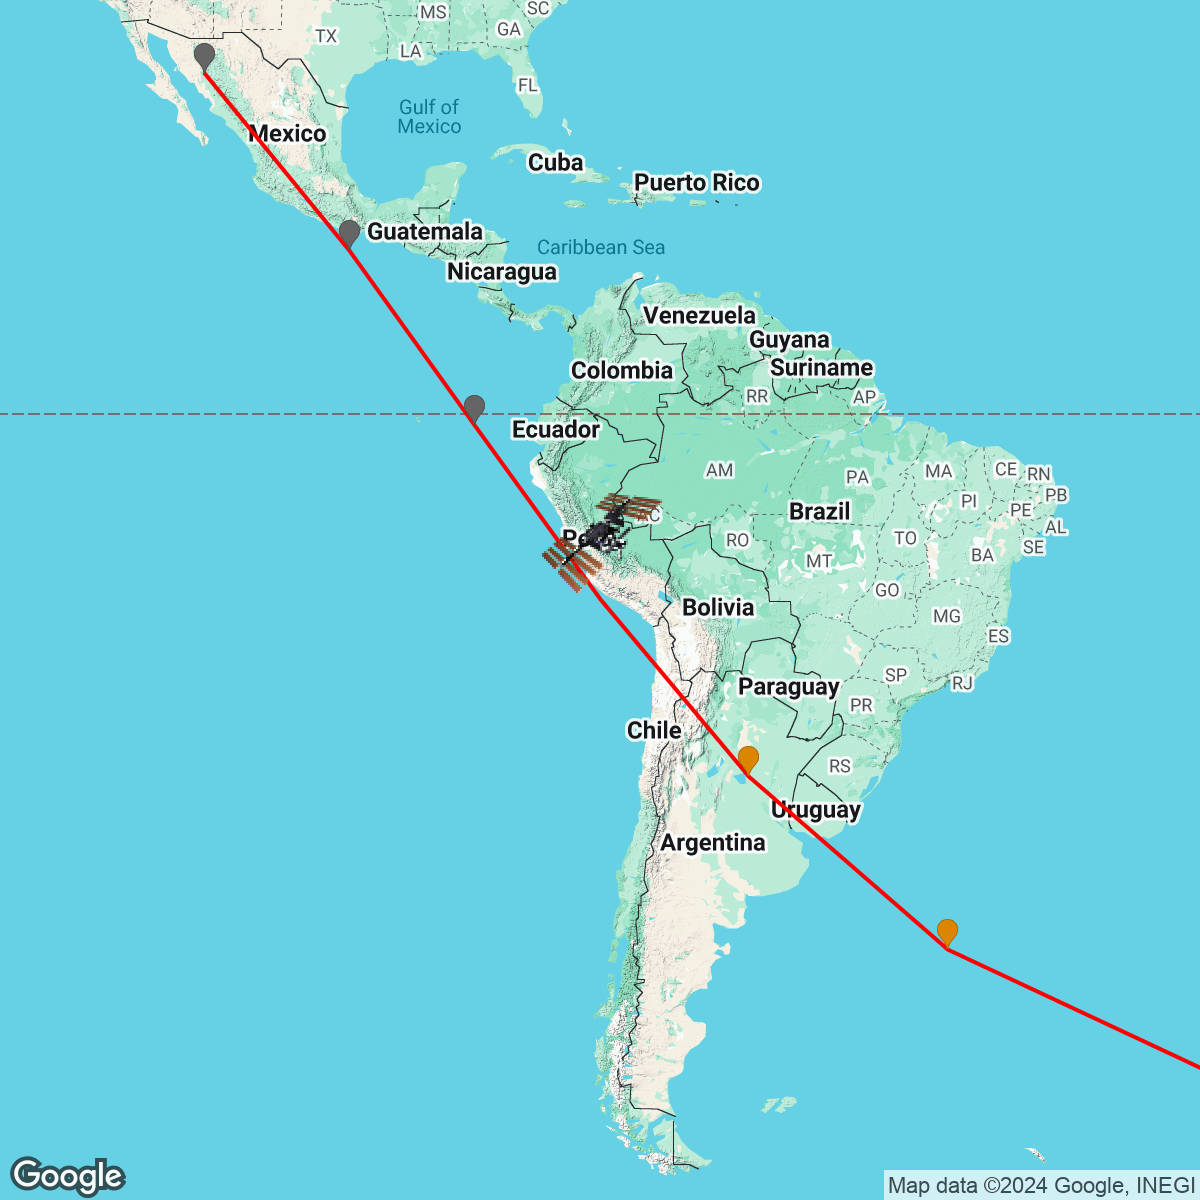 MS
SC
GA
TX
LA
FL
Gulf of
Mexico
Mexico
Cuba
Puerto Rico
Guatemala
Caribbean Sea
Nicaragua
Venezuela
Guyana
Suriname
Colombia
RR
AP
Ecuador
AM
PA
MA
CE
RN
PI
PB
PE
Brazil
AL
TO
SE
RO
BA
MT
GO
Bolivia
MG
ES
SP
Paraguay
RJ
PR
Chile
RS
Uruguay
Argentina
Google
Map data ©2024 Google, INEGI